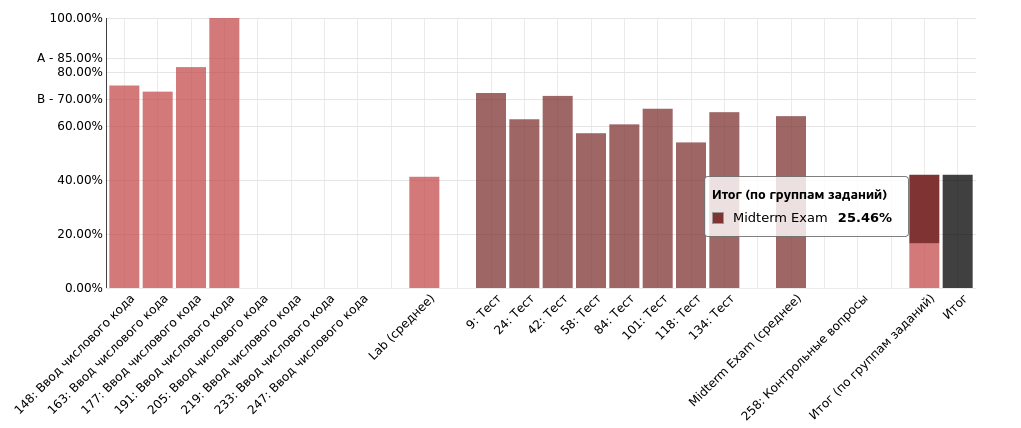 100.00%
A - 85.00%
80.00%
B - 70.00%
60.00%
40.00%
20.00%
0.00%
Итог (по группам заданий)
Midterm Exam 25.46%
148: Ввод числового кода
163: Ввод числового кода
177: Ввод числового кода
191: Ввод числового кода
205: Ввод числового кода
219: Ввод числового кода
233: Ввод числового кода
247: Ввод числового кода
Lab (среднее)
9: Тест
24: Тест
42: Тест
58: Тест
84: Тест
101: Тест
118: Тест
134: Тест
Midterm Exam (среднее)
258: Контрольные вопросы
Итог (по группам заданий)
Итог